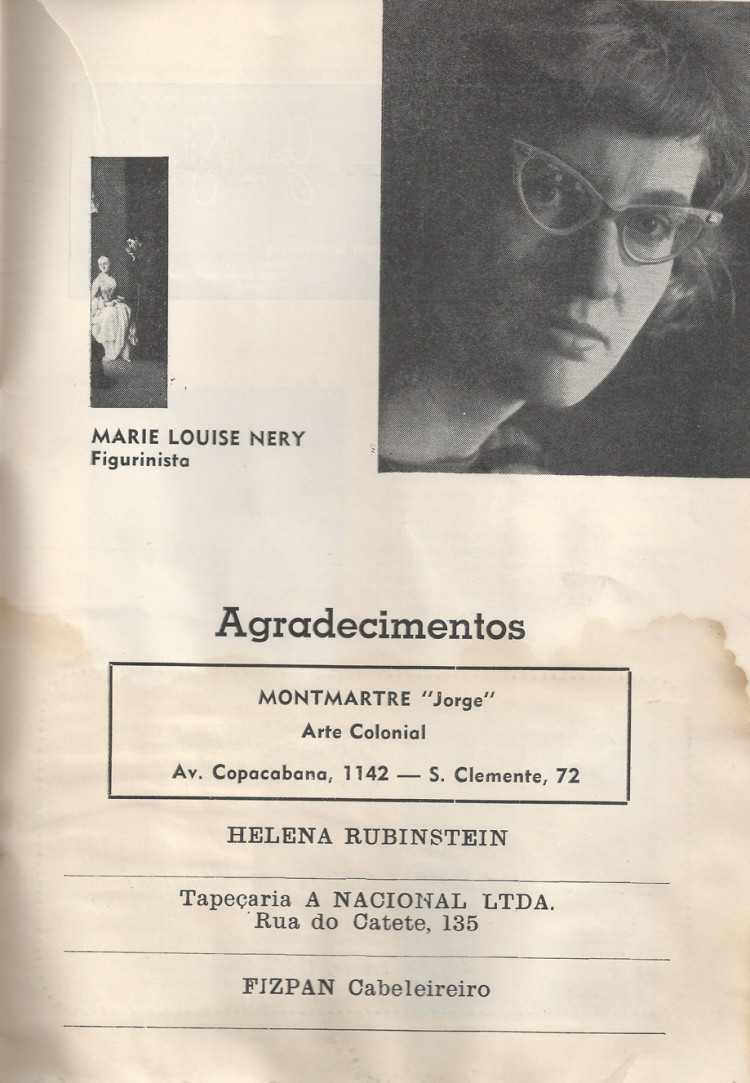 MARIE LOUISE NERY
Figurinista
Agradecimentos
MONTMARTRE "Jorge"
Arte Colonial
Av. Copacabana, 1142 — S. Clemente, 72
HELENA RUBINSTEIN
Tapeçaria A NACIONAL LTDA.
Rua do Catete, 135
FIZPAN Cabeleireiro